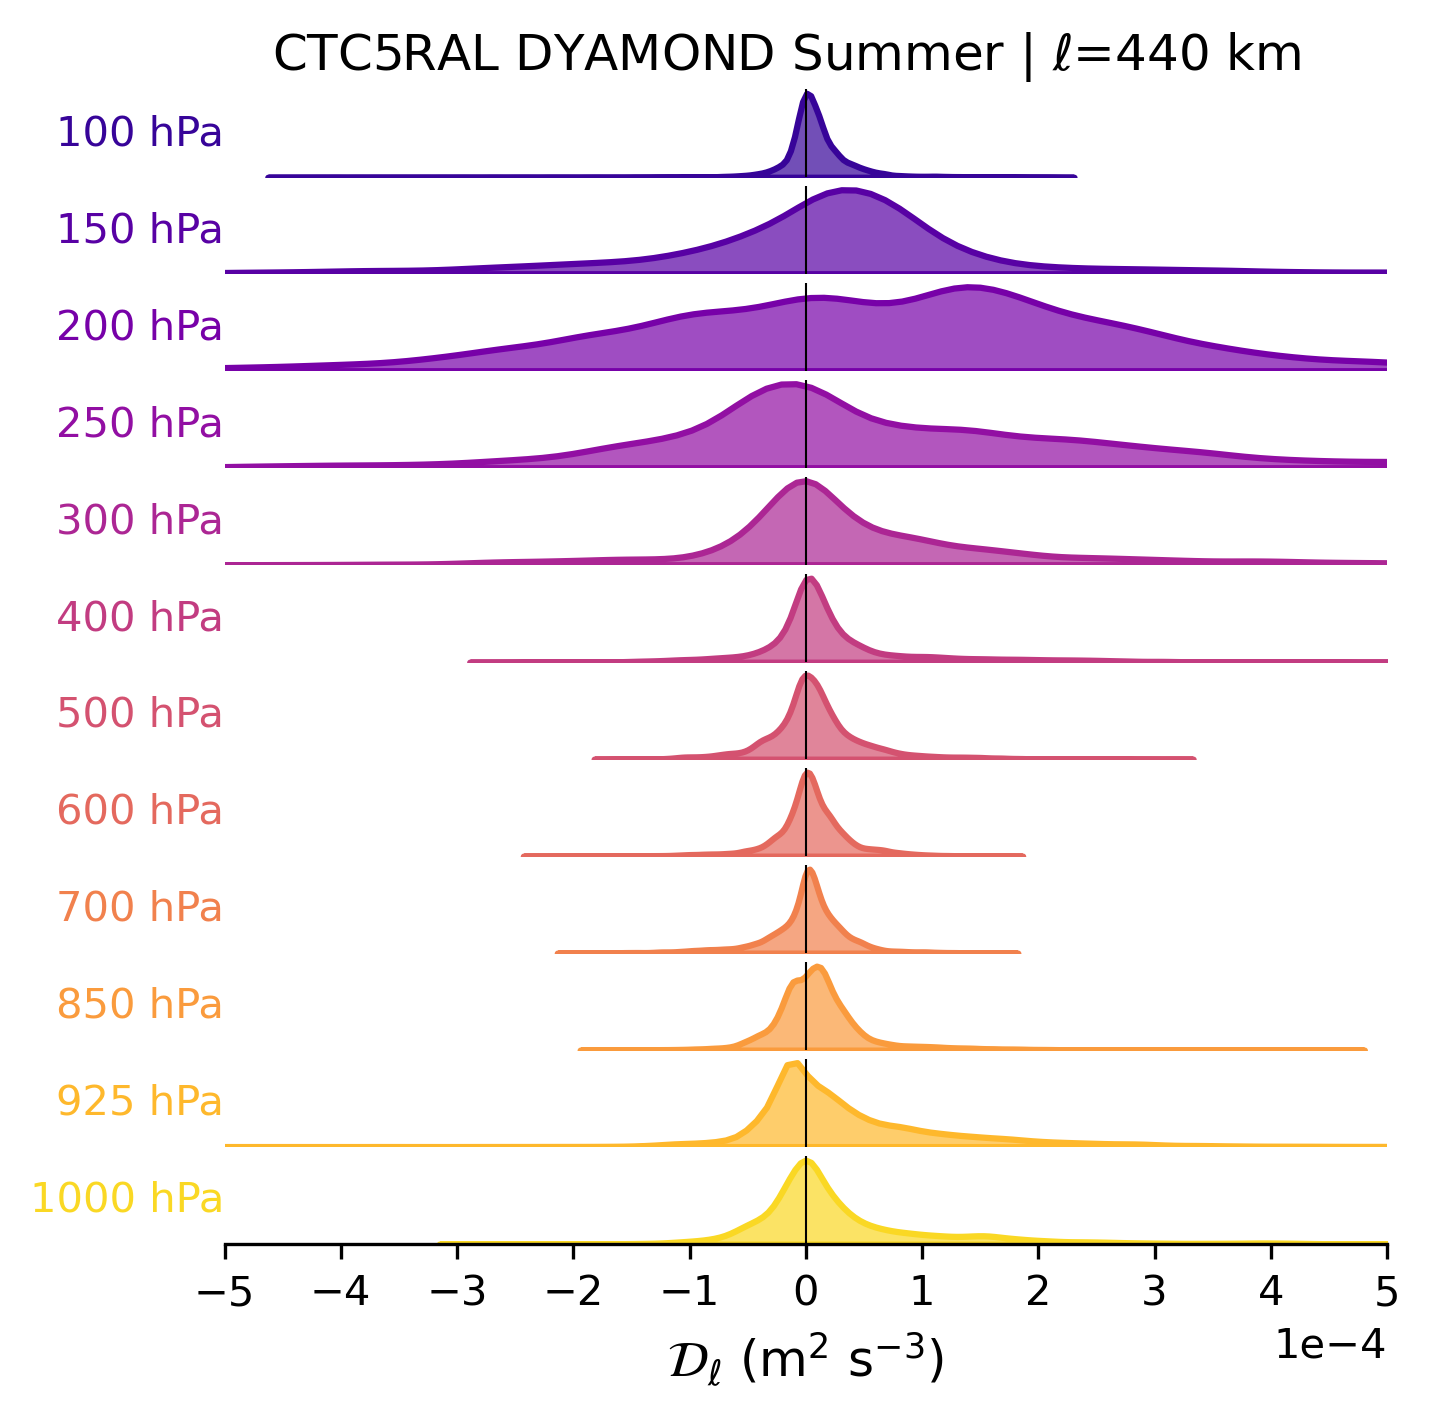 CTC5RAL DYAMOND Summer | ℓ=440 km
100 hPa
150 hPa
200 hPa
250 hPa
300 hPa
400 hPa
500 hPa
600 hPa
700 hPa
850 hPa
925 hPa
1000 hPa
−5 −4 −3 −2 −1 0 1 2 3 4 5
1e−4
𝒟ℓ (m² s⁻³)